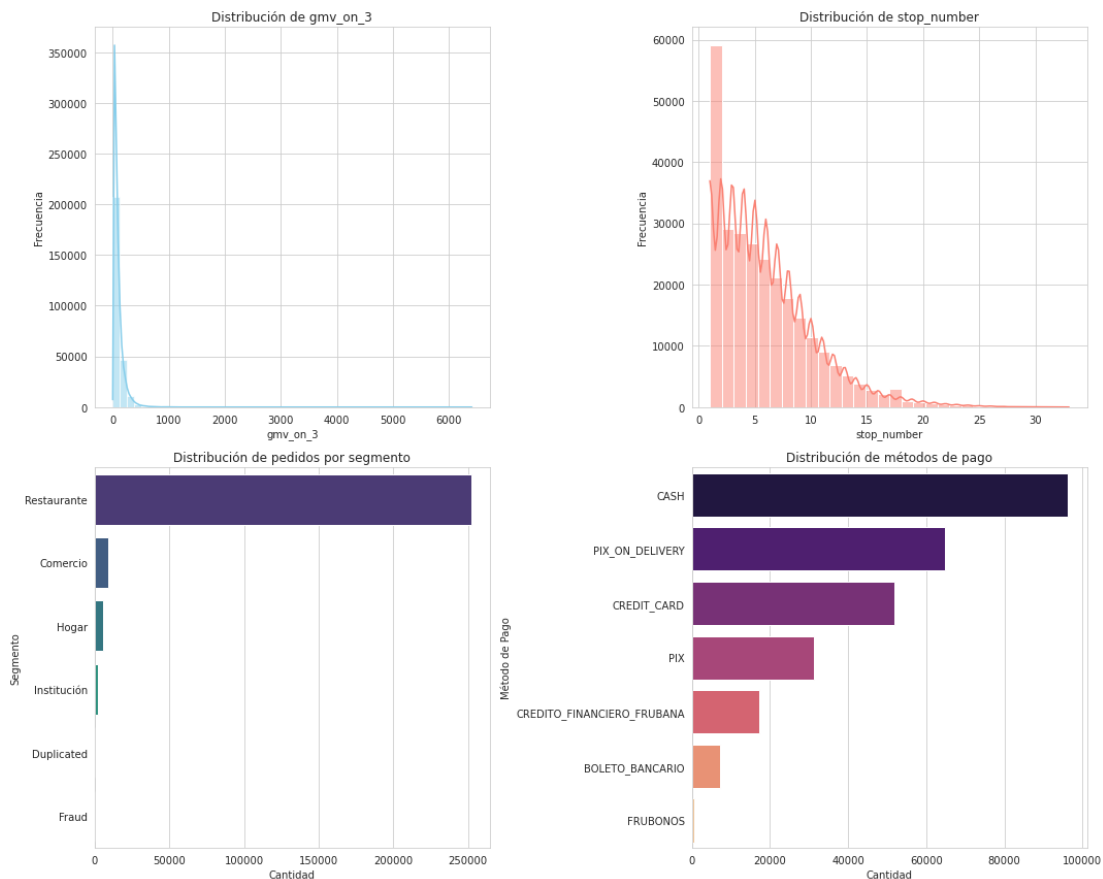 Distribución de gmv_on_3
Frecuencia
350000
300000
250000
200000
150000
100000
50000
0
0 1000 2000 3000 4000 5000 6000
gmv_on_3
Distribución de stop_number
Frecuencia
60000
50000
40000
30000
20000
10000
0
0 5 10 15 20 25 30
stop_number
Distribución de pedidos por segmento
Segmento
Restaurante
Comercio
Hogar
Institución
Duplicated
Fraud
0 50000 100000 150000 200000 250000
Cantidad
Distribución de métodos de pago
Método de Pago
CASH
PIX_ON_DELIVERY
CREDIT_CARD
PIX
CREDITO_FINANCIERO_FRUBANA
BOLETO_BANCARIO
FRUBONOS
0 20000 40000 60000 80000 100000
Cantidad